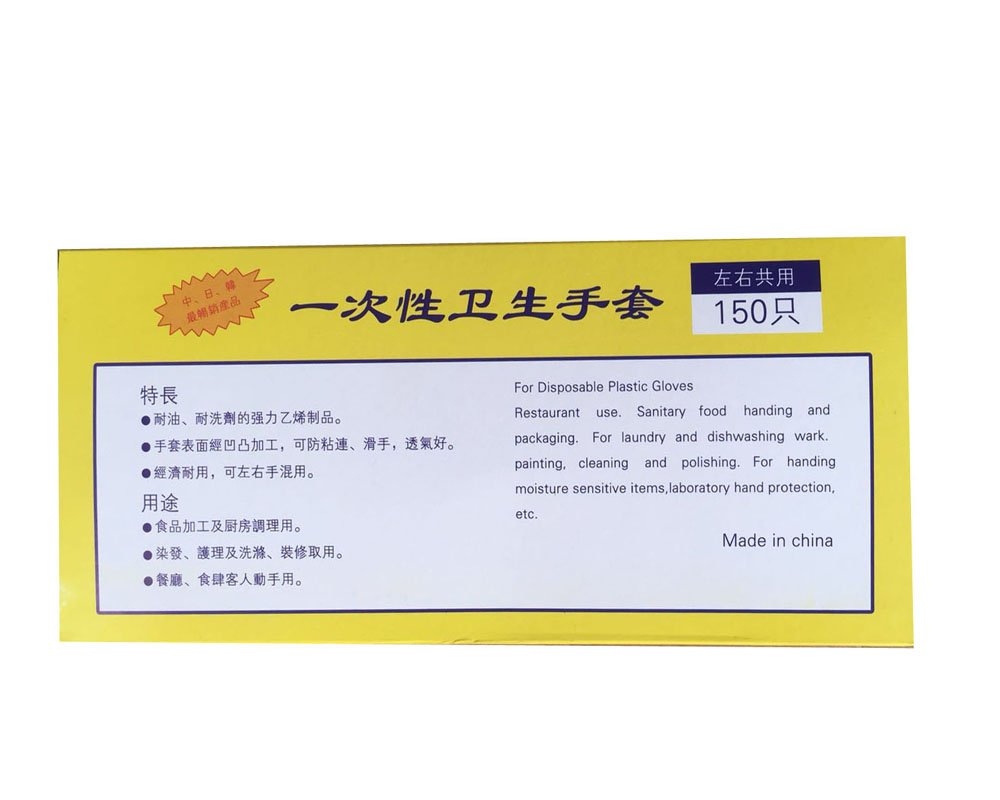 中、日、韓
最暢銷產品
一次性卫生手套
左右共用
150只
特長
●耐油、耐洗劑的强力乙烯制品。
●手套表面經凹凸加工，可防粘連、滑手，透氣好。
●經濟耐用，可左右手混用。
用途
●食品加工及厨房調理用。
●染發、護理及洗滌、裝修取用。
●餐廳、食肆客人動手用。
For Disposable Plastic Gloves
Restaurant use. Sanitary food handing and
packaging. For laundry and dishwashing wark.
painting, cleaning and polishing. For handing
moisture sensitive items,laboratory hand protection,
etc.
Made in china